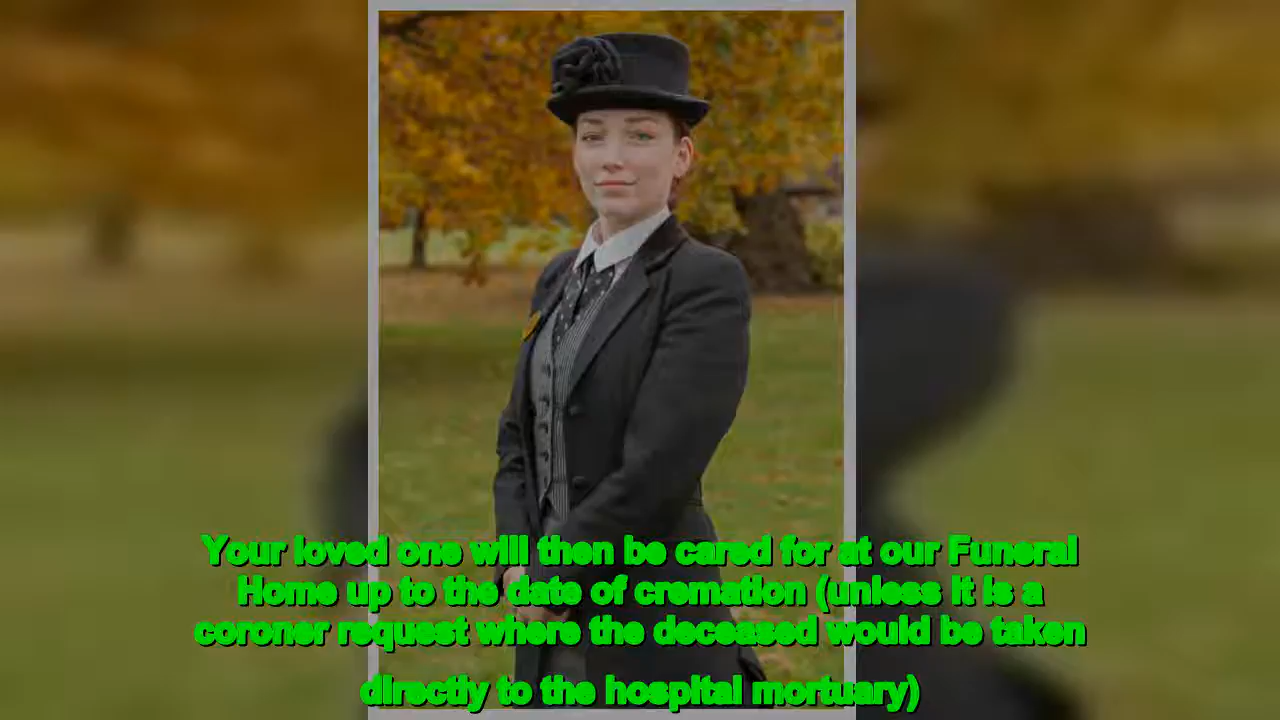 Your loved one will then be cared for at our Funeral
Home up to the date of cremation (unless it is a
coroner request where the deceased would be taken
directly to the hospital mortuary)